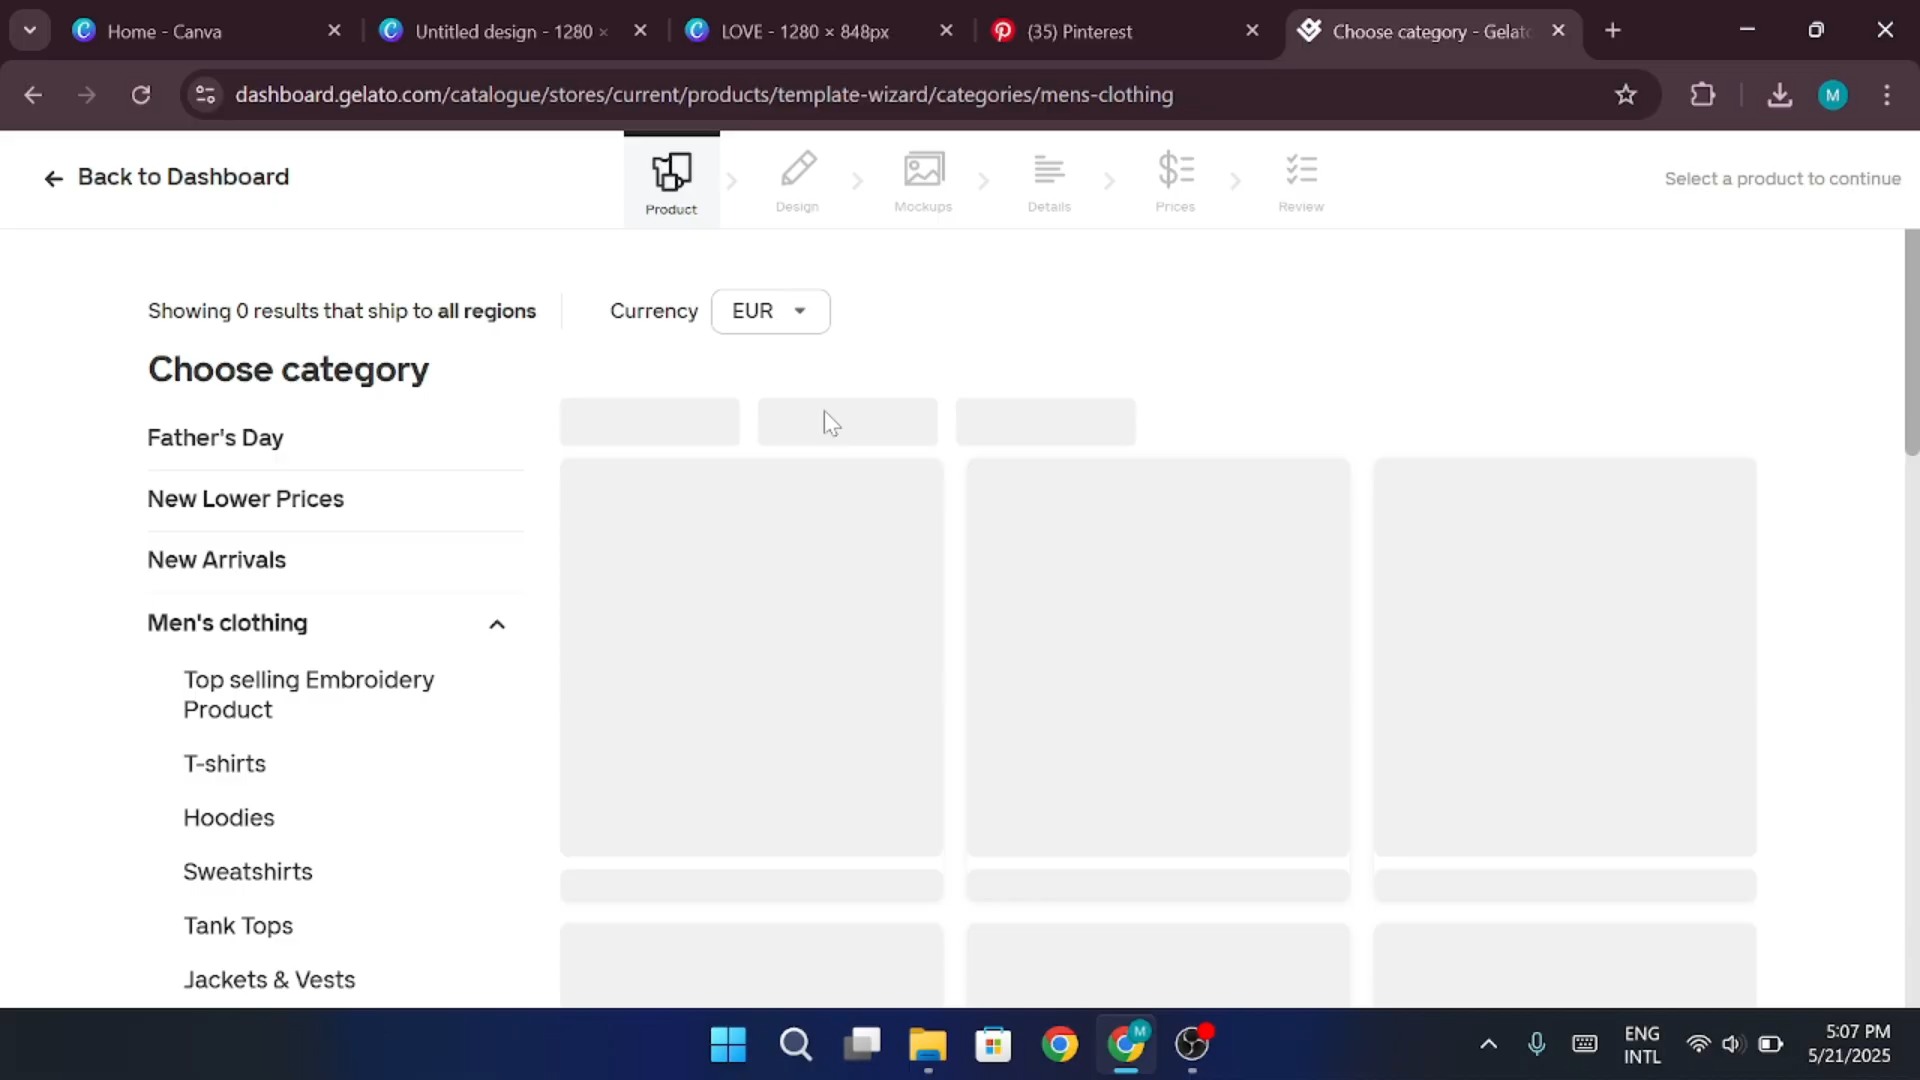 Home - Canva
Untitled design - 1280 ×
LOVE - 1280 × 848px
(35) Pinterest
Choose category - Gelat
dashboard.gelato.com/catalogue/stores/current/products/template-wizard/categories/mens-clothing
M
Back to Dashboard
Product
Design
Mockups
Details
Prices
Review
Select a product to continue
Showing 0 results that ship to all regions
Currency
EUR
Choose category
Father's Day
New Lower Prices
New Arrivals
Men's clothing
Top selling Embroidery
Product
T-shirts
Hoodies
Sweatshirts
Tank Tops
Jackets & Vests
M
ENG
INTL
5:07 PM
5/21/2025